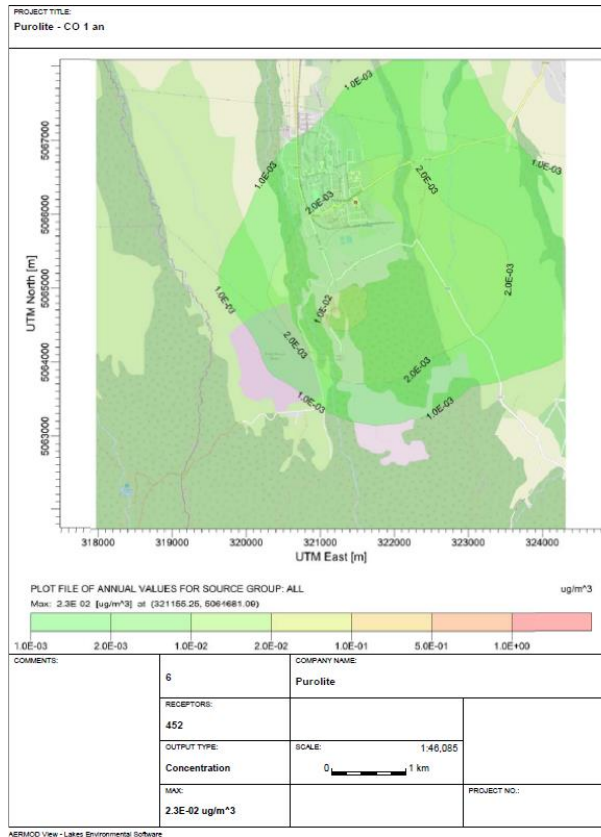 PROJECT TITLE:
Purolite - CO 1 an
1.0E-03
1.0E-03
1.0E-03
2.0E-03
2.0E-03
2.0E-03
1.0E-03
1.0E-02
2.0E-03
2.0E-03
1.0E-03
1.0E-03
UTM North [m]
5067000
5066000
5065000
5064000
5063000
318000 319000 320000 321000 322000 323000 324000
UTM East [m]
PLOT FILE OF ANNUAL VALUES FOR SOURCE GROUP: ALL ug/m^3
Max: 2.3E 02 [ug/m^3] at (321155.25, 5064681.09)
1.0E-03 2.0E-03 1.0E-02 2.0E-02 1.0E-01 5.0E-01 1.0E+00
COMMENTS:
6
COMPANY NAME:
Purolite
RECEPTORS:
452
OUTPUT TYPE:
Concentration
SCALE: 1:46,085
0 1 km
MAX:
2.3E-02 ug/m^3
PROJECT NO.:
AERMOD View - Lakes Environmental Software